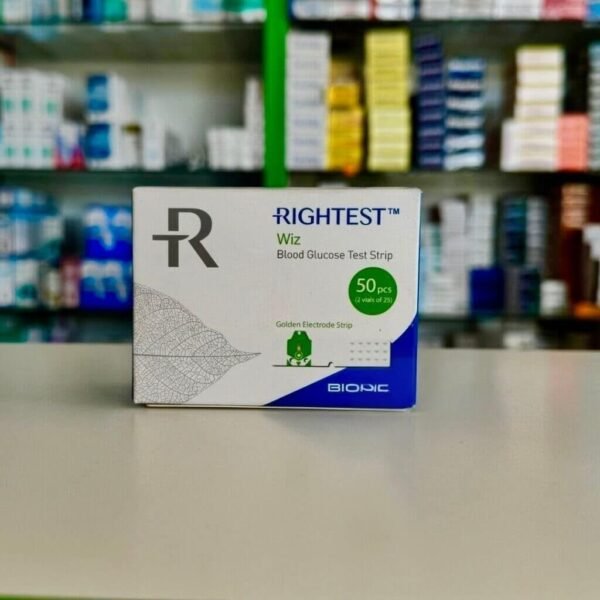 R
RIGHTEST™
Wiz
Blood Glucose Test Strip
50 pcs
(2 vials of 25)
Golden Electrode Strip
BIONIC